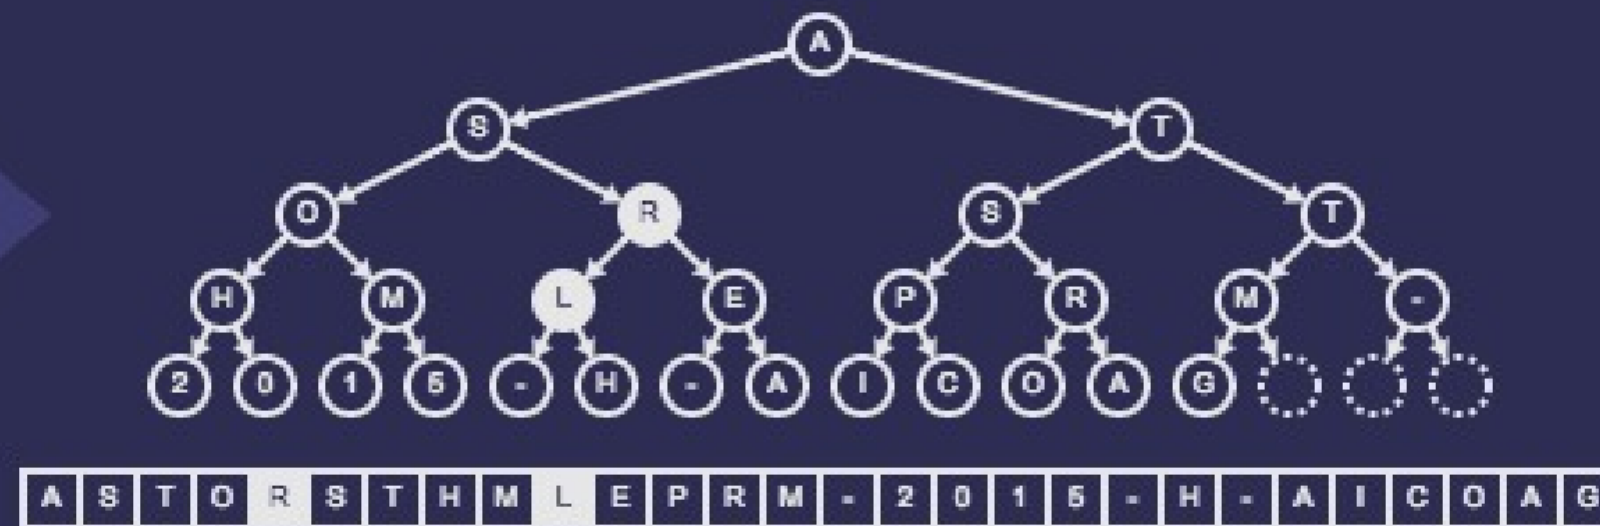 A
S T
O R S T
H M L E P R M -
2 0 1 5 - H - A I C O A G
A S T O R S T H M L E P R M - 2 0 1 5 - H - A I C O A G